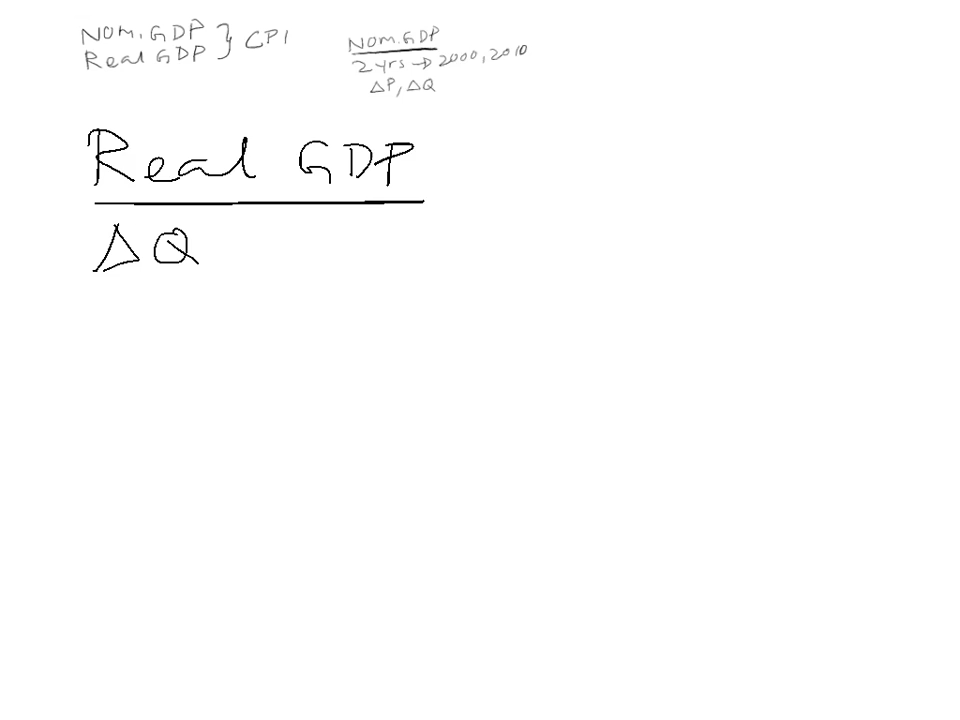 Nom. GDP
Real GDP } CPI
Nom. GDP
2 yrs → 2000, 2010
ΔP, ΔQ
Real GDP
ΔQ